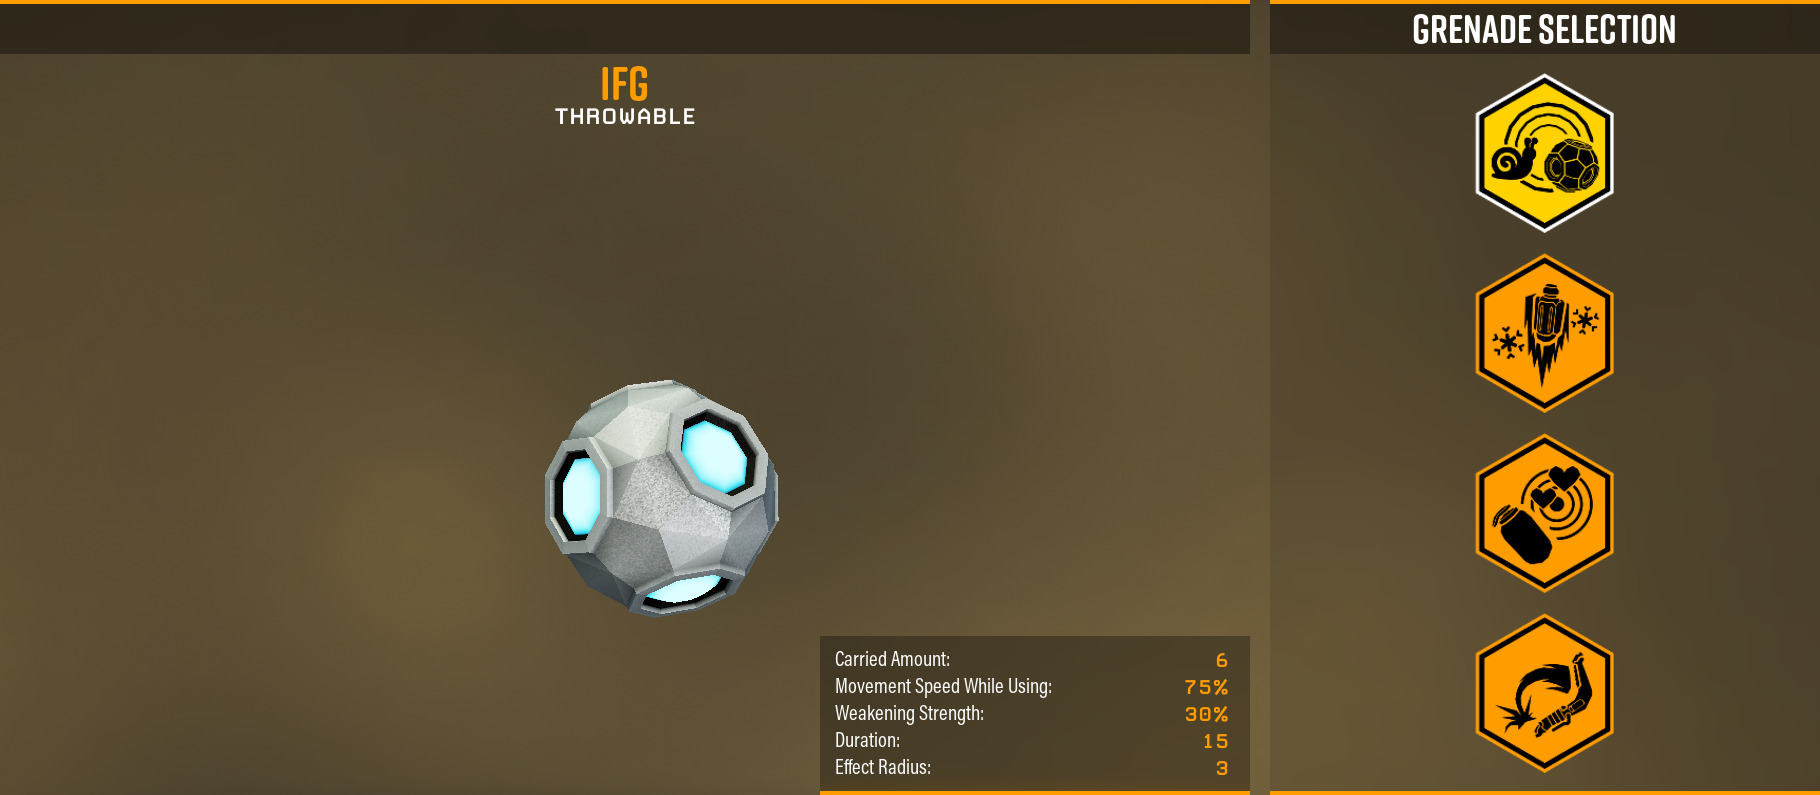 GRENADE SELECTION
IFG
THROWABLE
Carried Amount: 6
Movement Speed While Using: 75%
Weakening Strength: 30%
Duration: 15
Effect Radius: 3